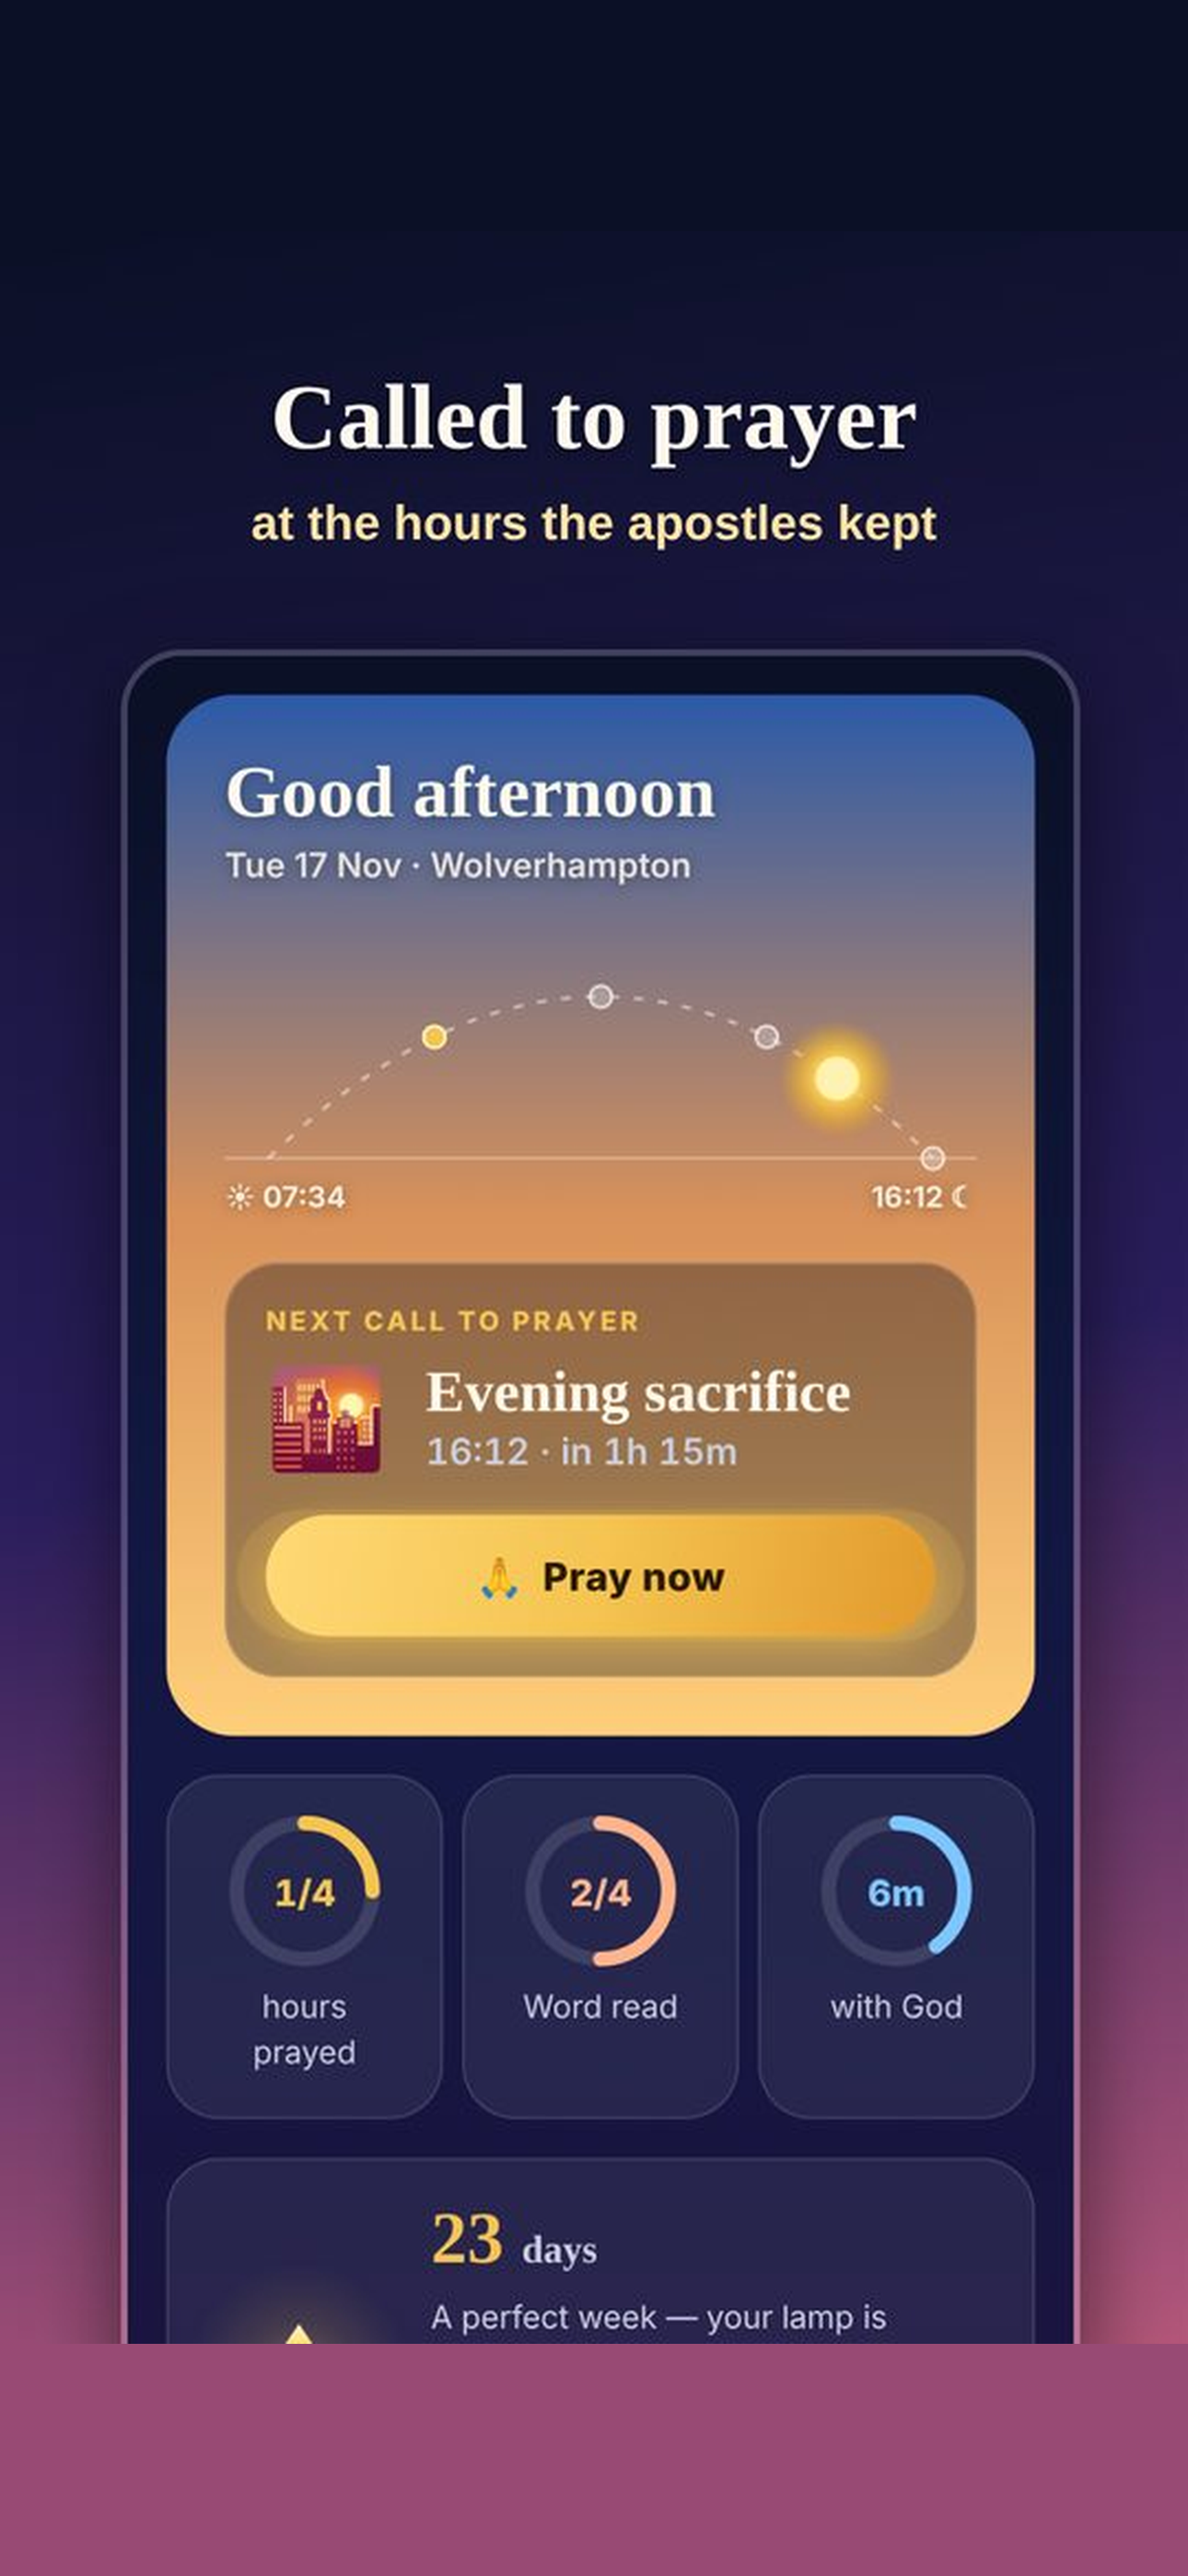 Called to prayer
at the hours the apostles kept
Good afternoon
Tue 17 Nov · Wolverhampton
☀ 07:34
16:12 ☾
NEXT CALL TO PRAYER
Evening sacrifice
16:12 · in 1h 15m
🙏 Pray now
1/4
hours
prayed
2/4
Word read
6m
with God
23 days
A perfect week — your lamp is